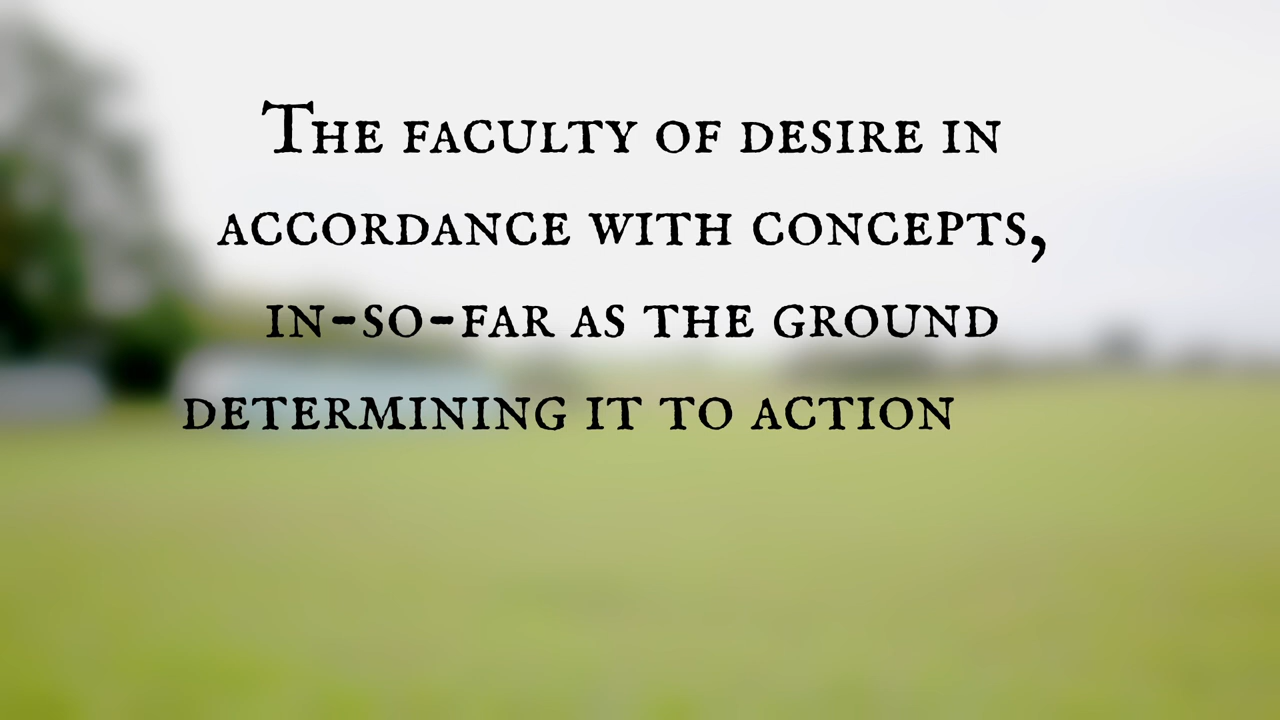 The faculty of desire in
accordance with concepts,
in-so-far as the ground
determining it to action